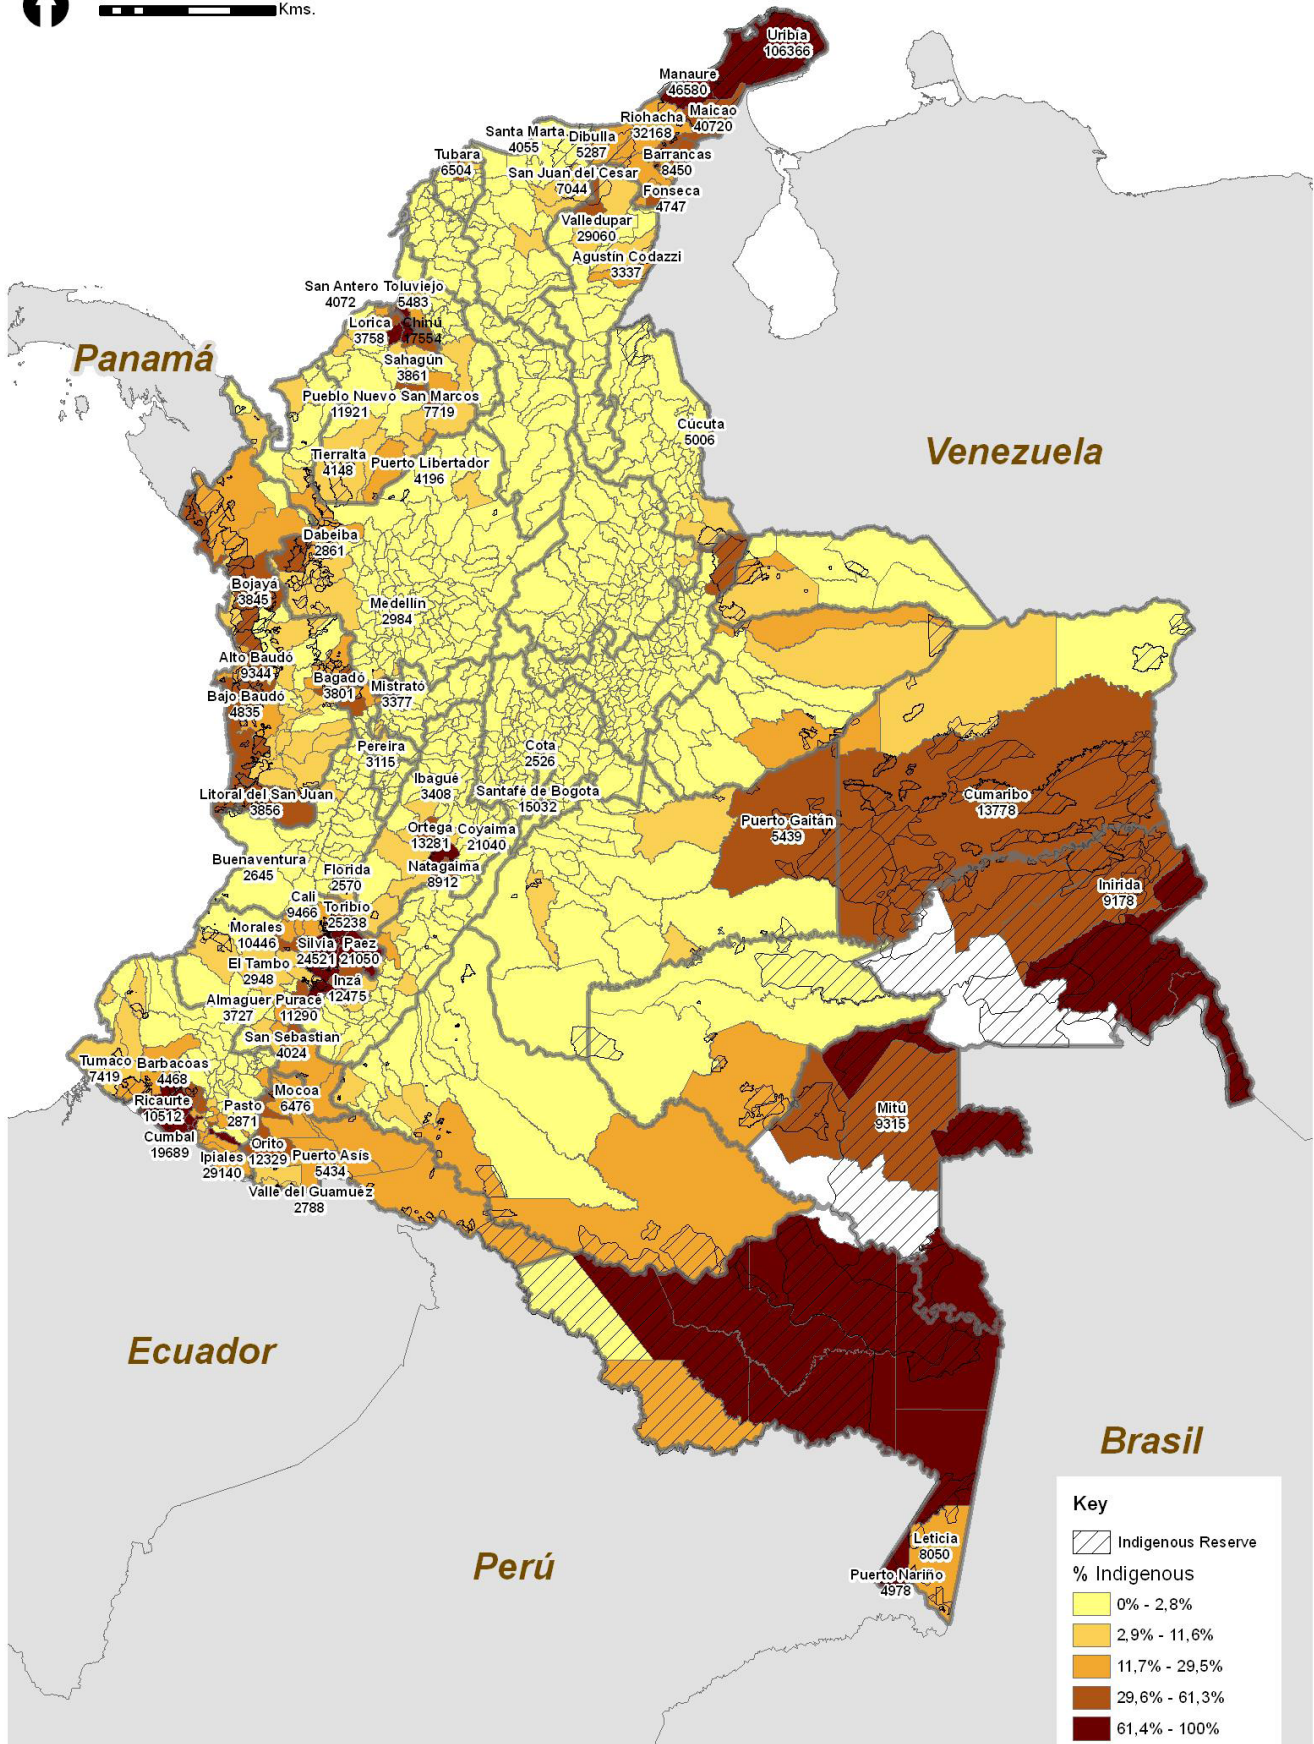 Kms.
Uribia
106366
Manaure
46580
Maicao
40720
Riohacha
32168
Santa Marta
4055
Dibulla
5287
Barrancas
8450
Tubara
6504
San Juan del Cesar
7044
Fonseca
4747
Valledupar
29060
Agustín Codazzi
3337
San Antero
4072
Toluviejo
5483
Lorica
3758
Chinú
17554
Sahagún
3861
Panamá
Pueblo Nuevo
11921
San Marcos
7719
Cúcuta
5006
Venezuela
Tierralta
4148
Puerto Libertador
4196
Dabeiba
2861
Bojayá
3845
Medellín
2984
Alto Baudó
9344
Bagadó
3801
Mistrató
3377
Bajo Baudó
4835
Pereira
3115
Cota
2526
Ibagué
3408
Santafé de Bogota
15032
Litoral del San Juan
3856
Cumaribo
13778
Puerto Gaitán
5439
Ortega
13281
Coyaima
21040
Natagaima
8912
Buenaventura
2645
Florida
2570
Inirida
9178
Cali
9466
Toribio
25238
Morales
10446
Silvia
24521
Paez
21050
El Tambo
2948
Inzá
12475
Almaguer
3727
Puracé
11290
San Sebastian
4024
Tumaco
7419
Barbacoas
4468
Mocoa
6476
Ricaurte
10512
Pasto
2871
Mitú
9315
Cumbal
19689
Orito
12329
Ipiales
29140
Puerto Asis
5434
Valle del Guamuez
2788
Ecuador
Brasil
Perú
Leticia
8050
Puerto Nariño
4978
Key
Indigenous Reserve
% Indigenous
0% - 2,8%
2,9% - 11,6%
11,7% - 29,5%
29,6% - 61,3%
61,4% - 100%